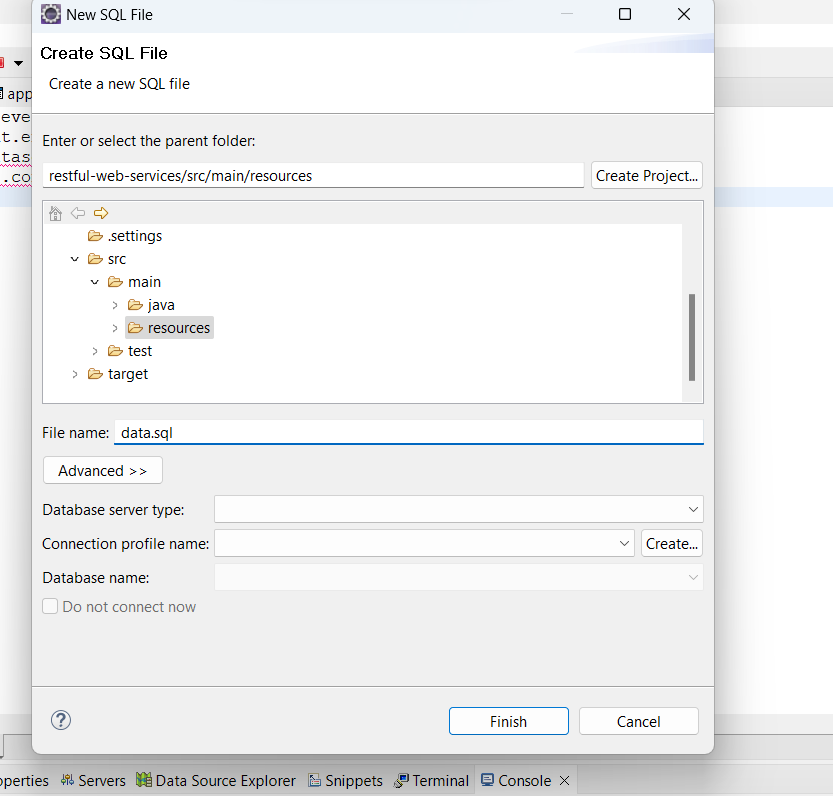 New SQL File
Create SQL File
Create a new SQL file
app
eve
Enter or select the parent folder:
t.e
tas
.co
restful-web-services/src/main/resources
Create Project...
.settings
src
main
java
resources
test
target
File name:
data.sql
Advanced >>
Database server type:
Connection profile name:
Create...
Database name:
Do not connect now
?
Finish
Cancel
operties
Servers
Data Source Explorer
Snippets
Terminal
Console